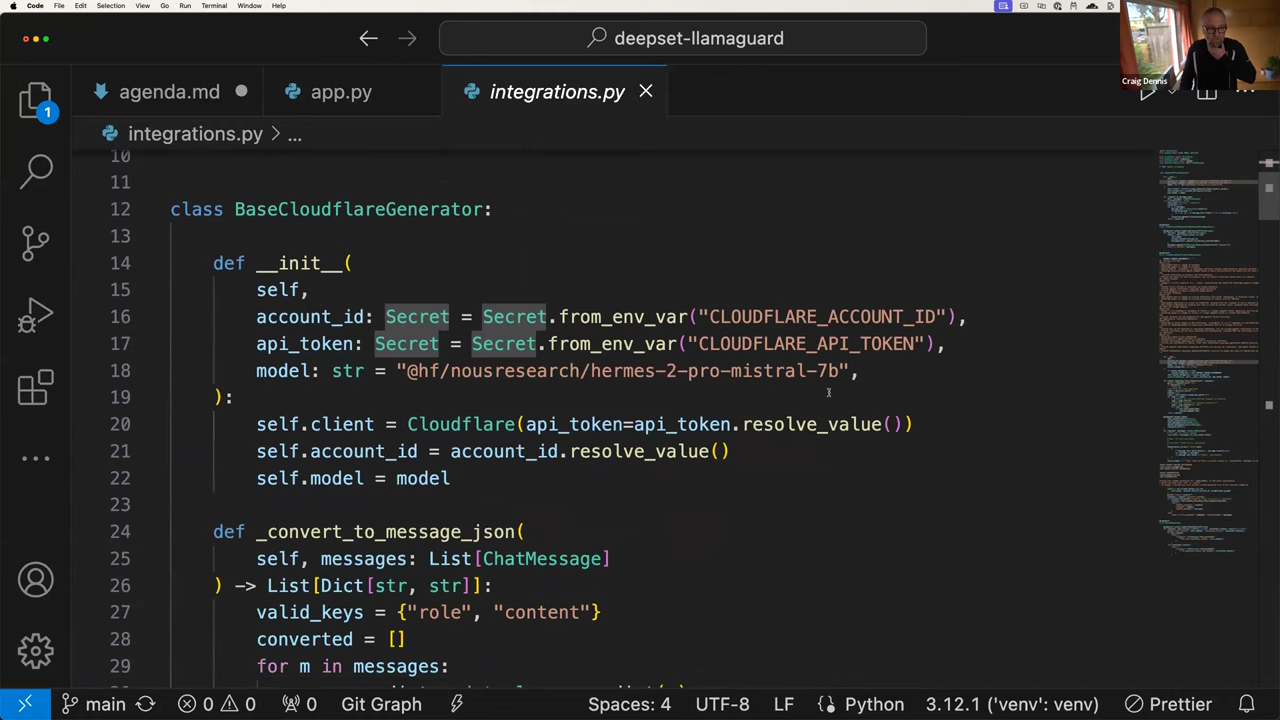 Code File Edit Selection View Go Run Terminal Window Help
deepset-llamaguard
Craig Dennis
agenda.md app.py integrations.py
integrations.py > ...
10
11
12 class BaseCloudflareGenerator:
13
14 def __init__(
15 self,
16 account_id: Secret = Secret.from_env_var("CLOUDFLARE_ACCOUNT_ID"),
17 api_token: Secret = Secret.from_env_var("CLOUDFLARE_API_TOKEN"),
18 model: str = "@hf/nousresearch/hermes-2-pro-mistral-7b",
19 ):
20 self.client = Cloudflare(api_token=api_token.resolve_value())
21 self.account_id = account_id.resolve_value()
22 self.model = model
23
24 def _convert_to_message_json(
25 self, messages: List[ChatMessage]
26 ) -> List[Dict[str, str]]:
27 valid_keys = {"role", "content"}
28 converted = []
29 for m in messages:
1
main 0 0 0 Git Graph Spaces: 4 UTF-8 LF Python 3.12.1 ('venv': venv) Prettier